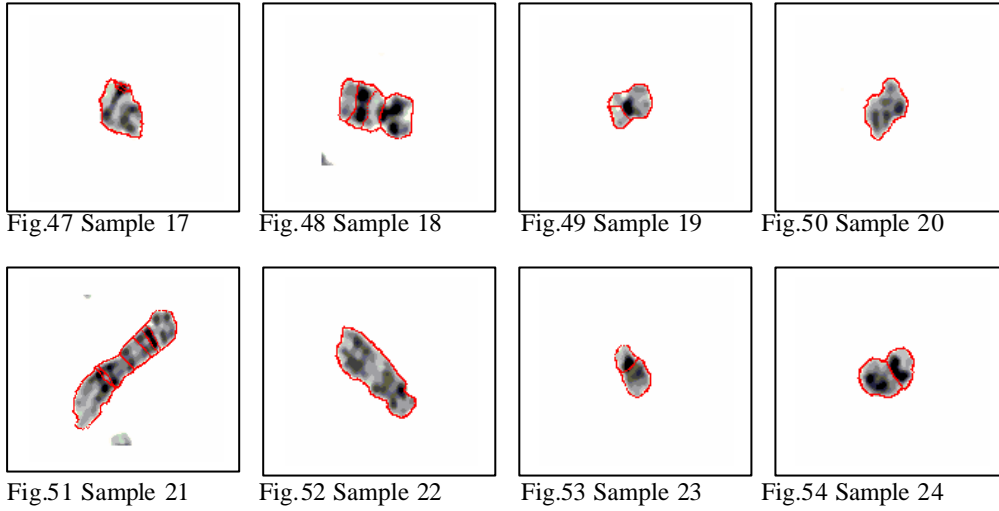 Fig.47 Sample 17
Fig.48 Sample 18
Fig.49 Sample 19
Fig.50 Sample 20
Fig.51 Sample 21
Fig.52 Sample 22
Fig.53 Sample 23
Fig.54 Sample 24